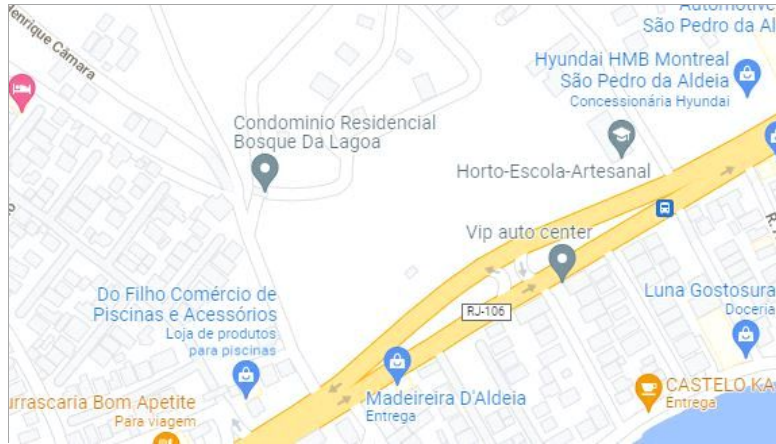 Automotive
São Pedro da Al
enrique Câmara
Hyundai HMB Montreal
São Pedro da Aldeia
Concessionária Hyundai
Condominio Residencial
Bosque Da Lagoa
Horto-Escola-Artesanal
Vip auto center
Do Filho Comércio de
Piscinas e Acessórios
Loja de produtos
para piscinas
RJ-106
Luna Gostosura
Doceria
Madeireira D'Aldeia
Entrega
CASTELO KA
Entrega
urrascaria Bom Apetite
Para viagem